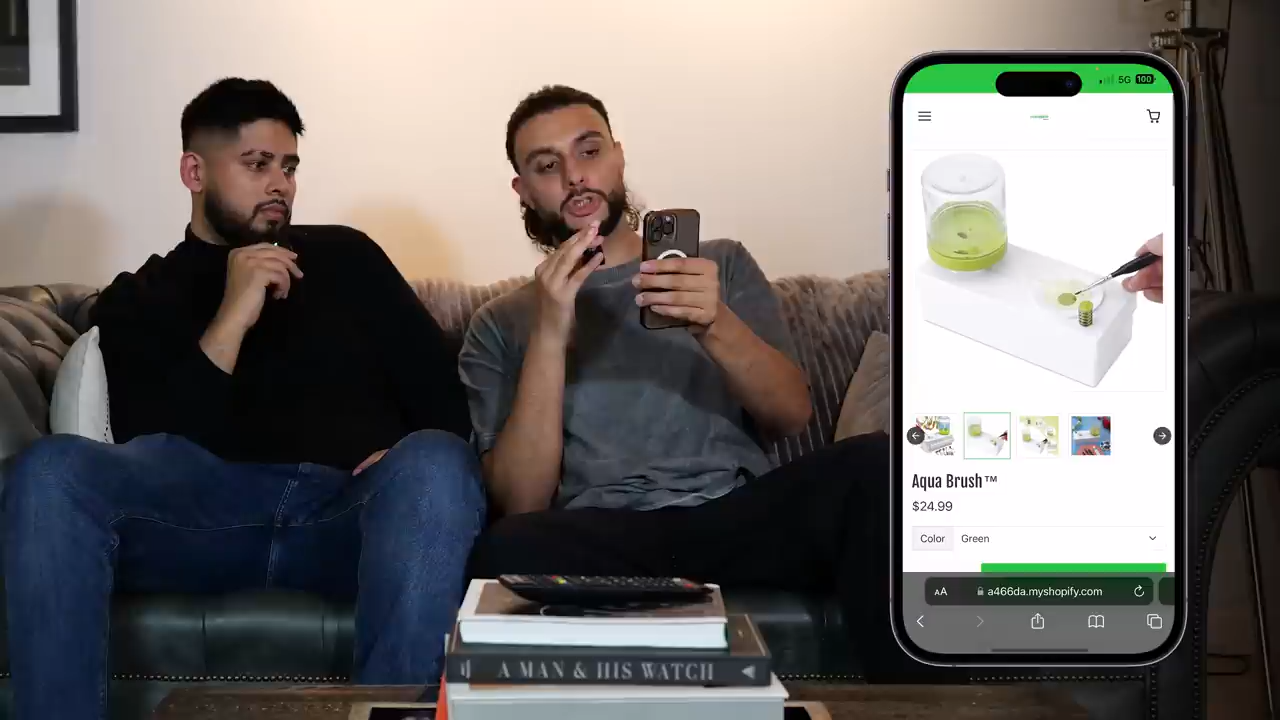 5G 100
Aqua Brush™
$24.99
Color Green
AA a466da.myshopify.com
A MAN & HIS WATCH